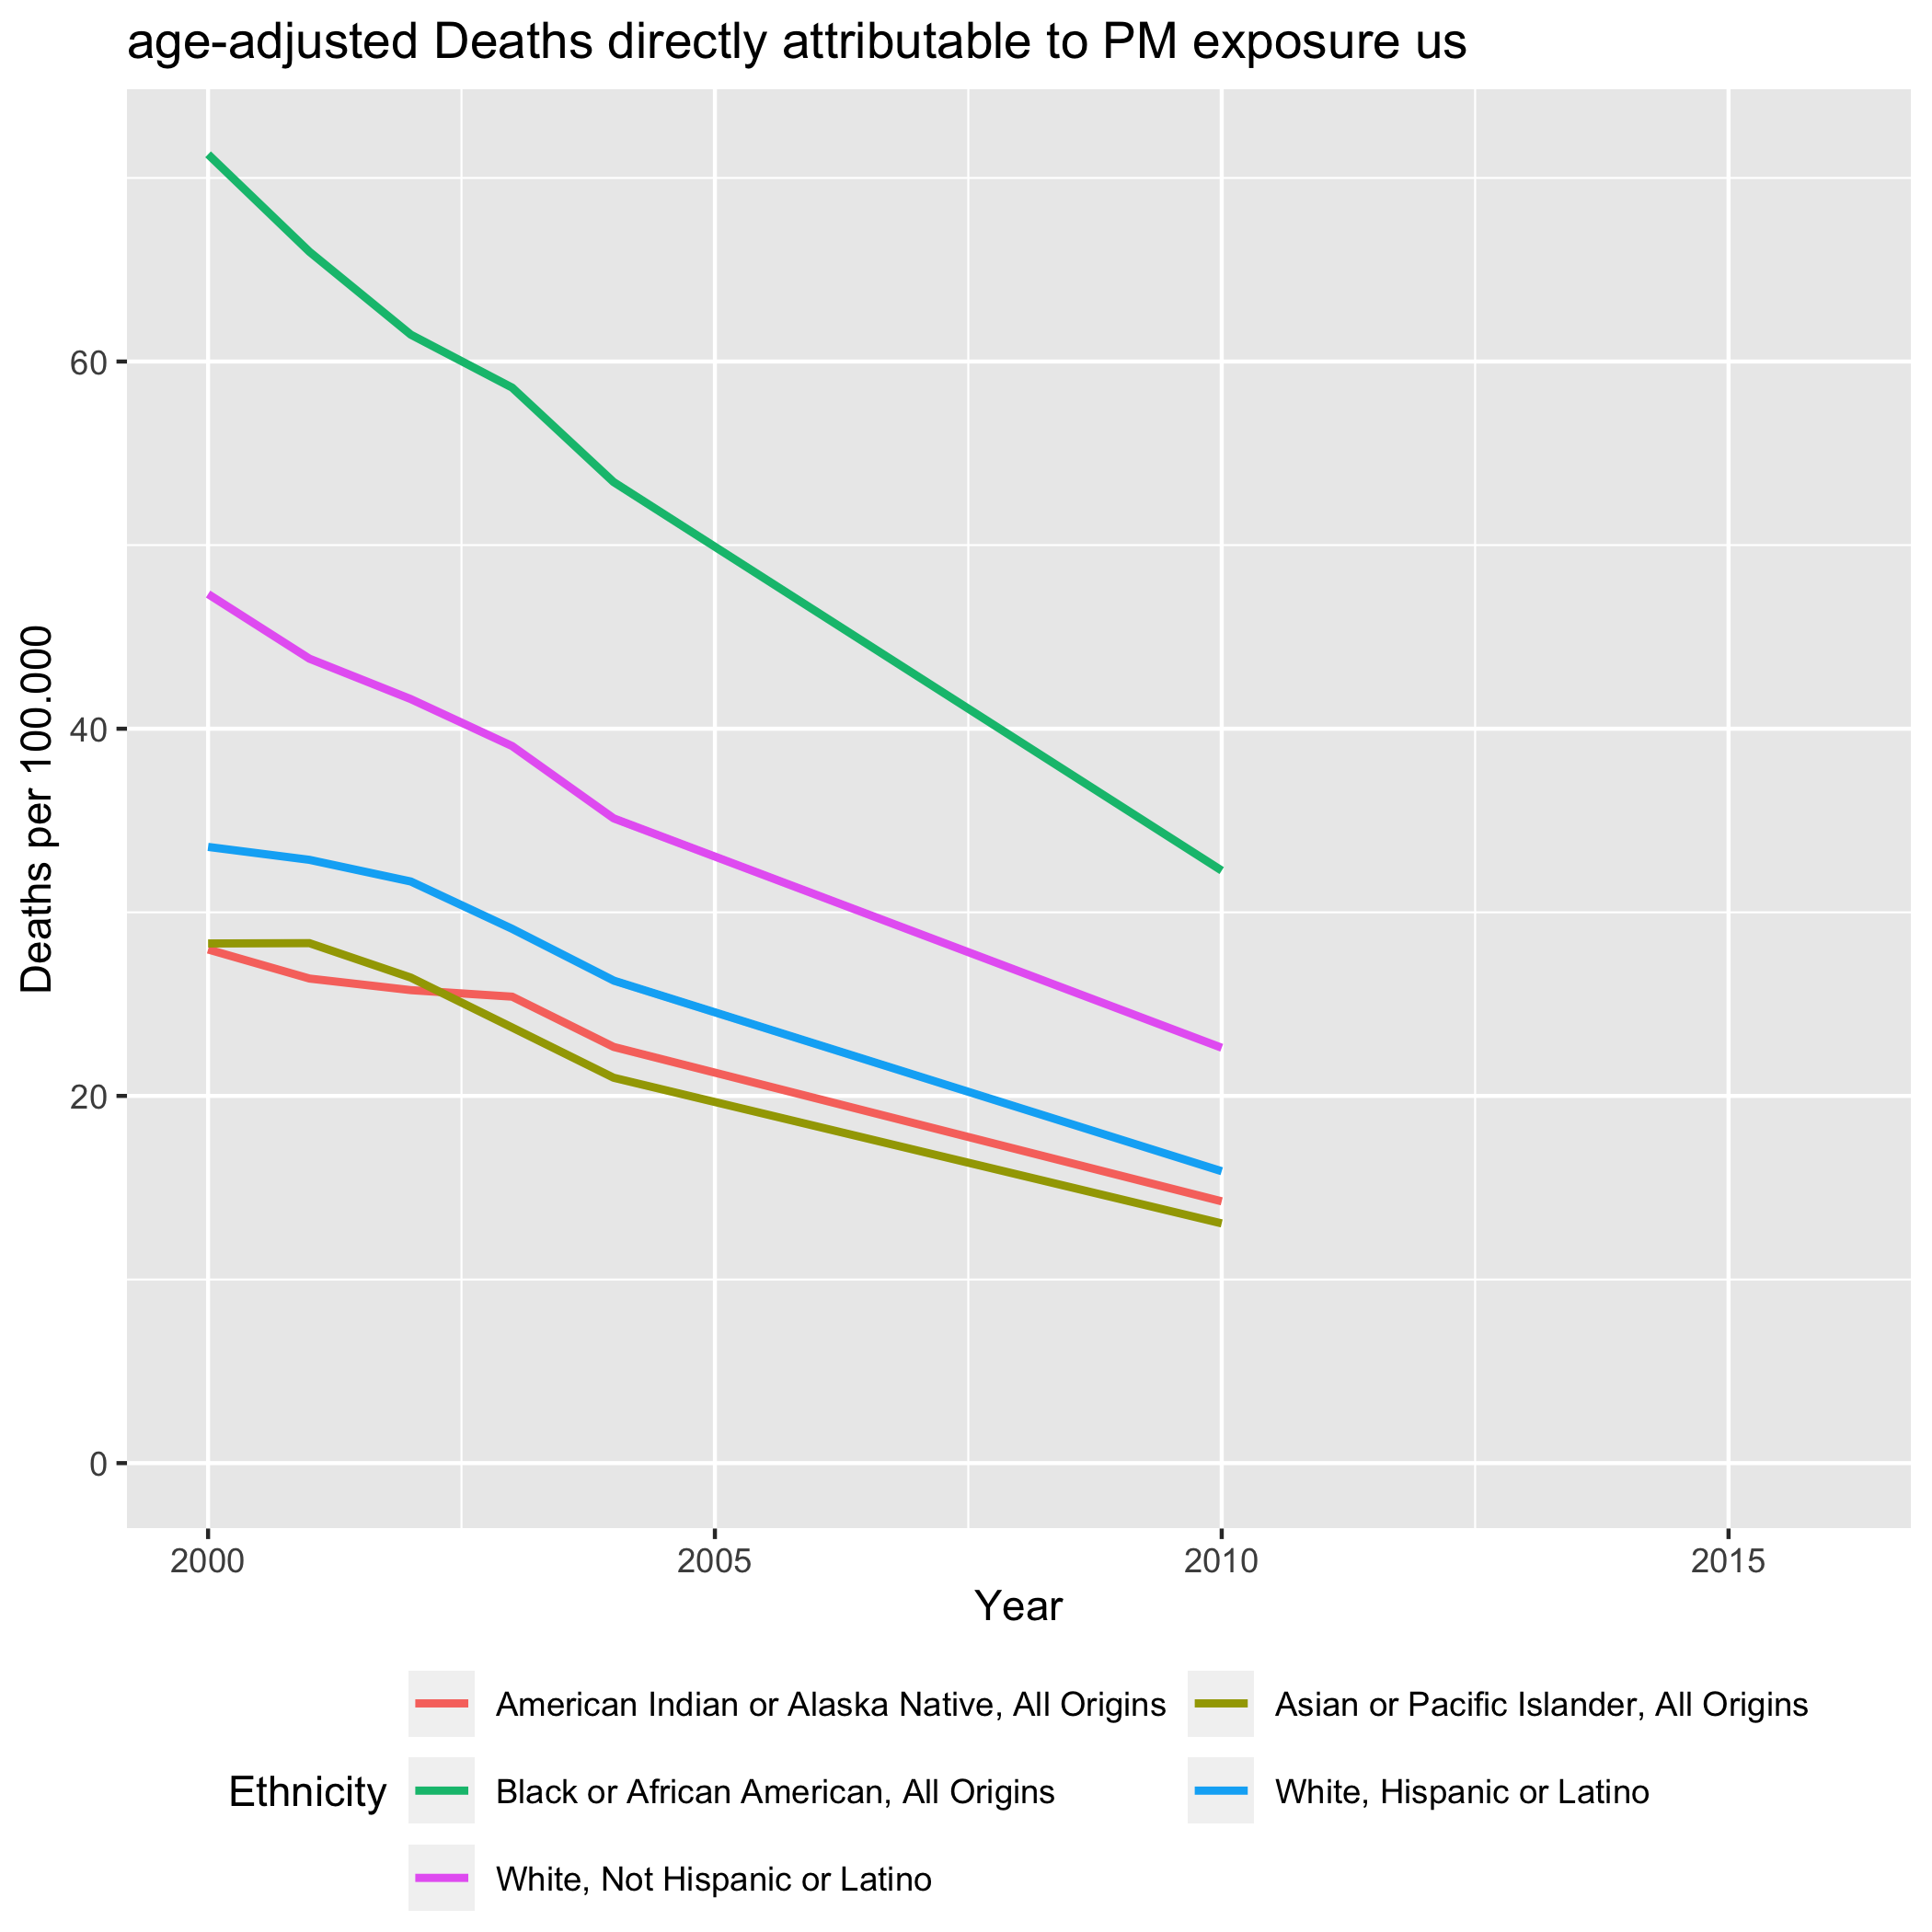 age-adjusted Deaths directly attributable to PM exposure us
Deaths per 100.000
60
40
20
0
2000 2005 2010 2015
Year
Ethnicity
American Indian or Alaska Native, All Origins
Asian or Pacific Islander, All Origins
Black or African American, All Origins
White, Hispanic or Latino
White, Not Hispanic or Latino